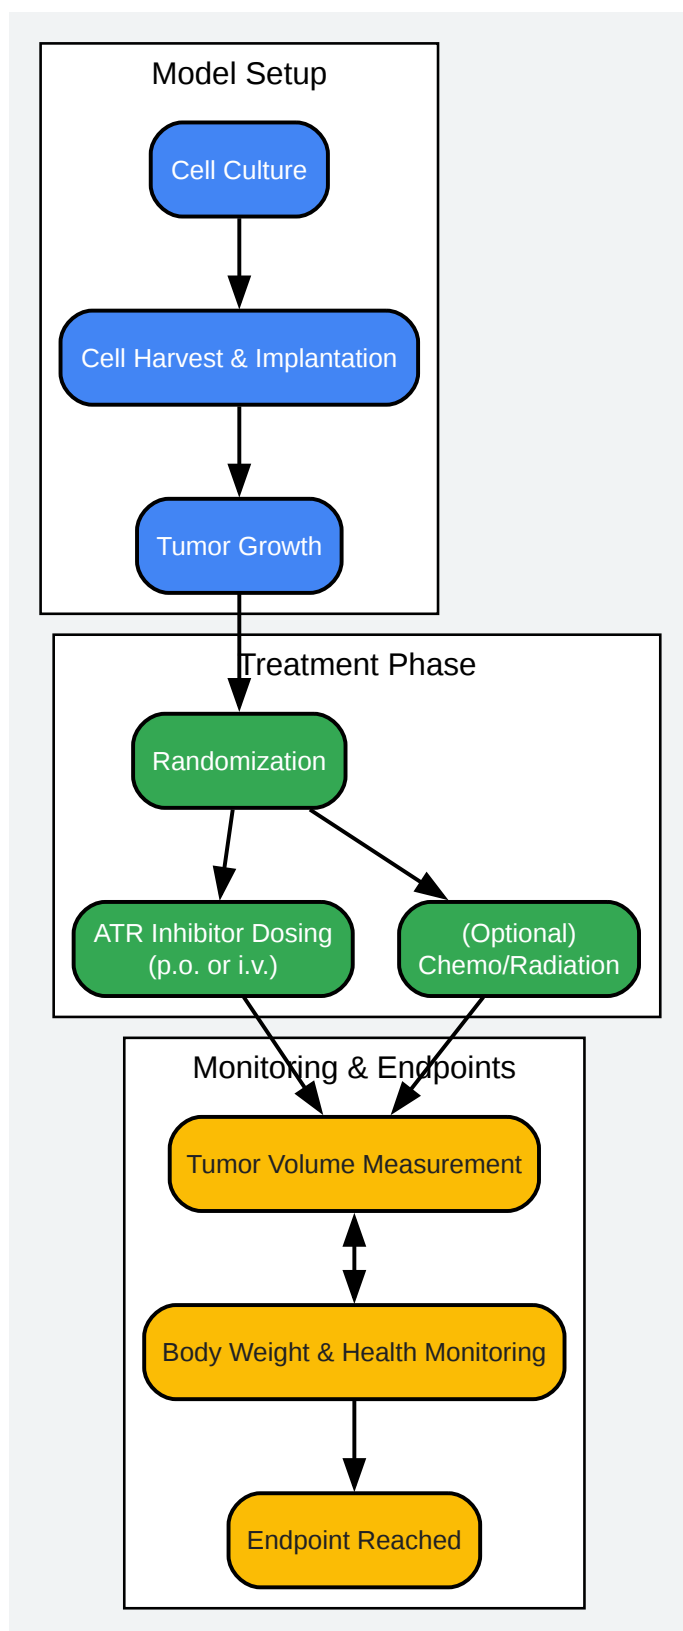 Model Setup
Cell Culture
Cell Harvest & Implantation
Tumor Growth
Treatment Phase
Randomization
ATR Inhibitor Dosing
(p.o. or i.v.)
(Optional)
Chemo/Radiation
Monitoring & Endpoints
Tumor Volume Measurement
Body Weight & Health Monitoring
Endpoint Reached